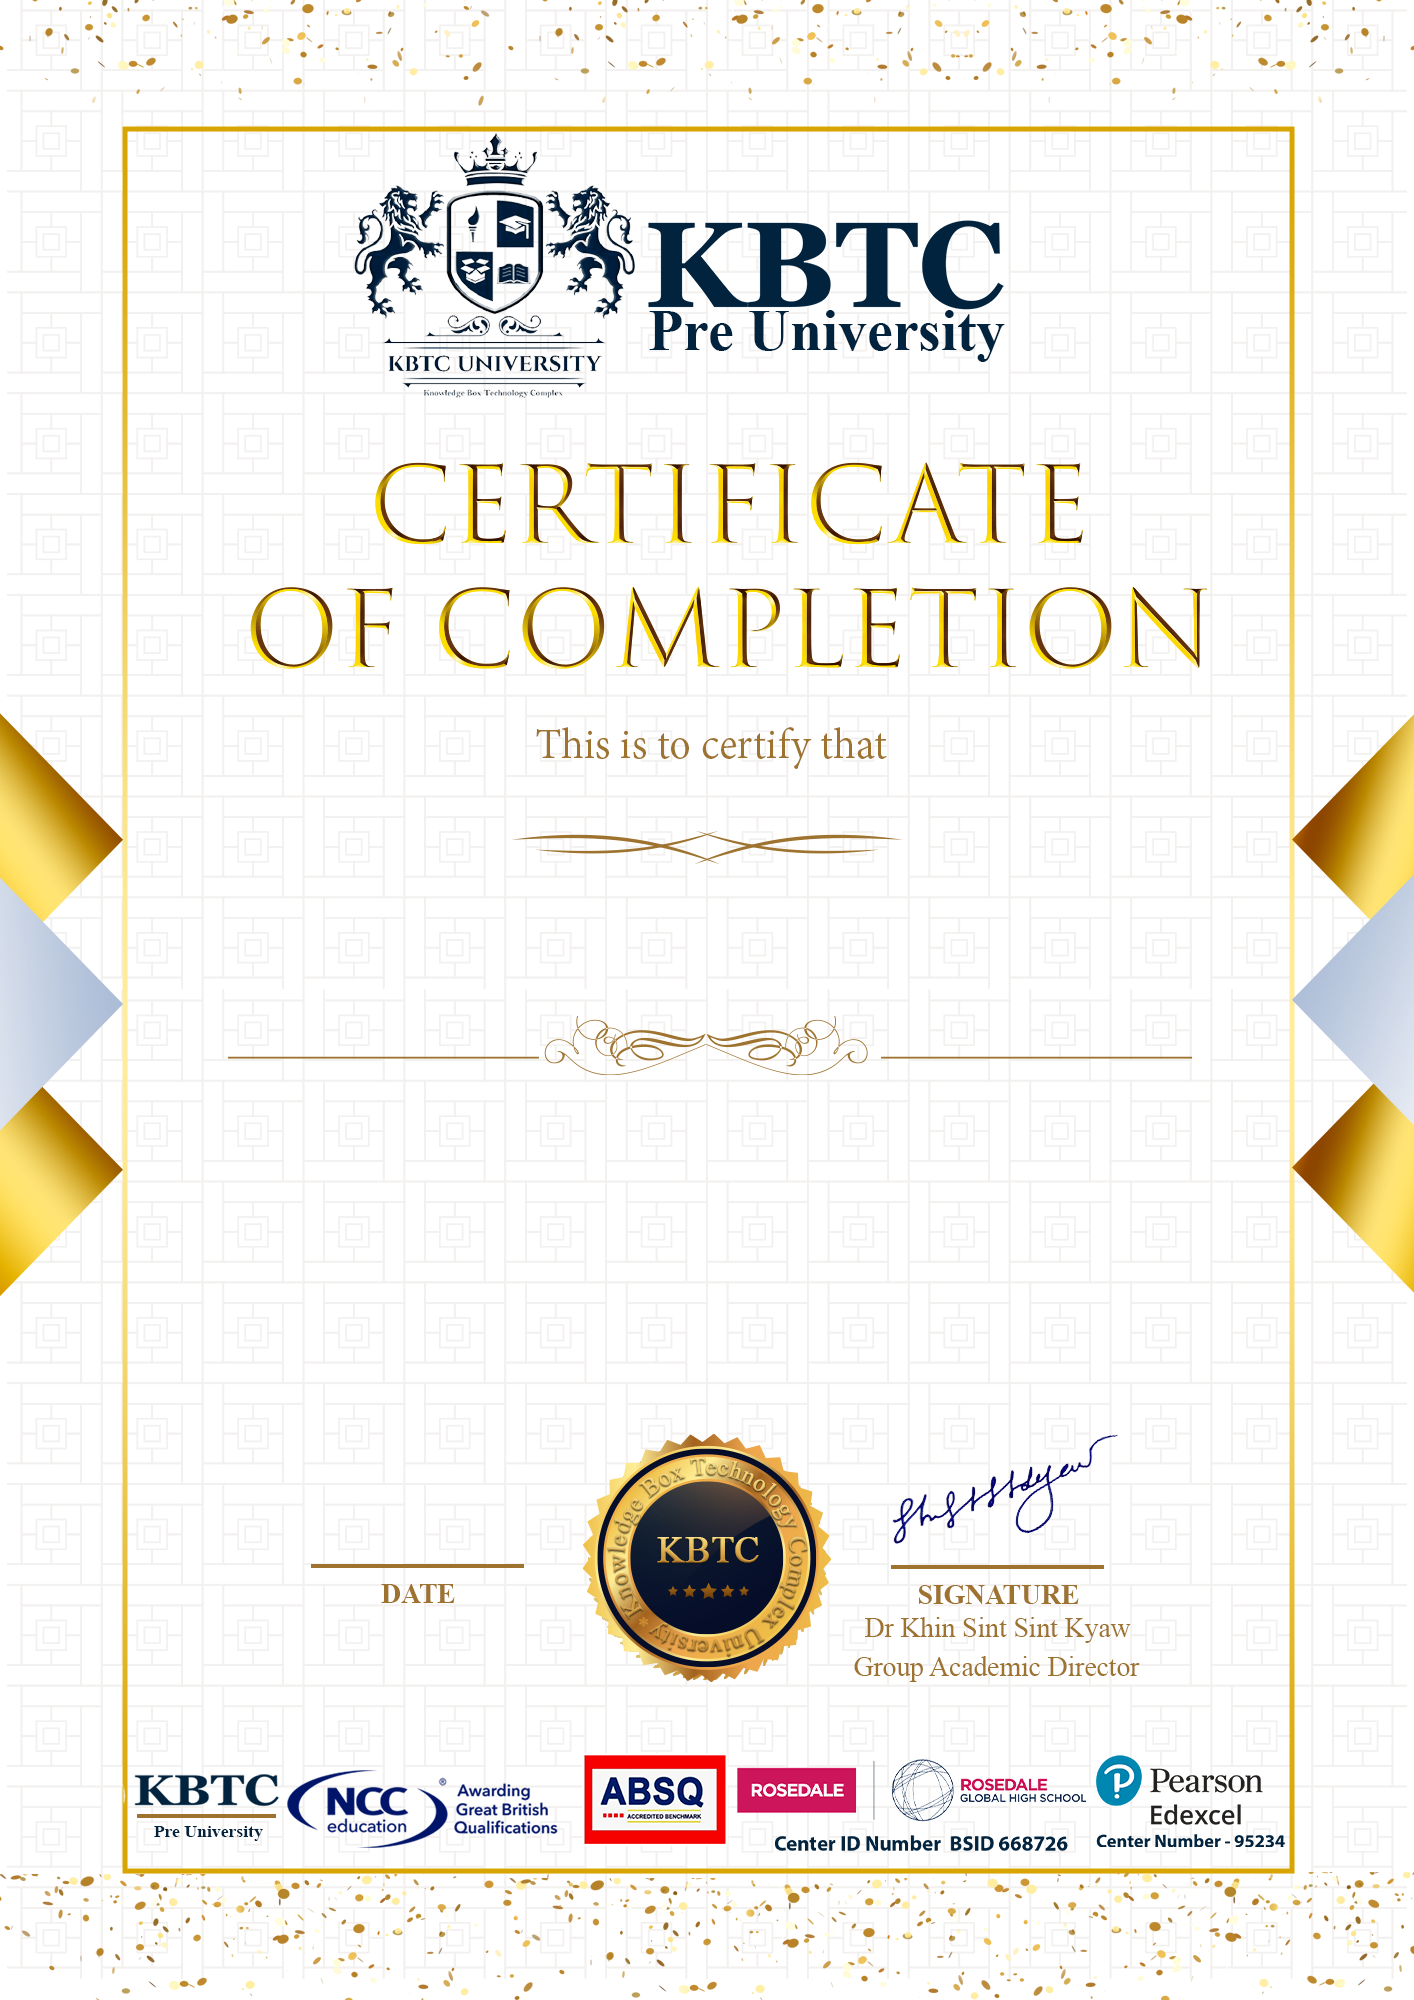 KBTC
Pre University
KBTC UNIVERSITY
Knowledge Box Technology Complex
CERTIFICATE
OF COMPLETION
This is to certify that
Knowledge Box Technology Complex University
KBTC
DATE
SIGNATURE
Dr Khin Sint Sint Kyaw
Group Academic Director
KBTC
Pre University
NCC
education
®
Awarding
Great British
Qualifications
ABSQ
ACCREDITED BENCHMARK
ROSEDALE
ROSEDALE
GLOBAL HIGH SCHOOL
Center ID Number BSID 668726
Pearson
Edexcel
Center Number - 95234